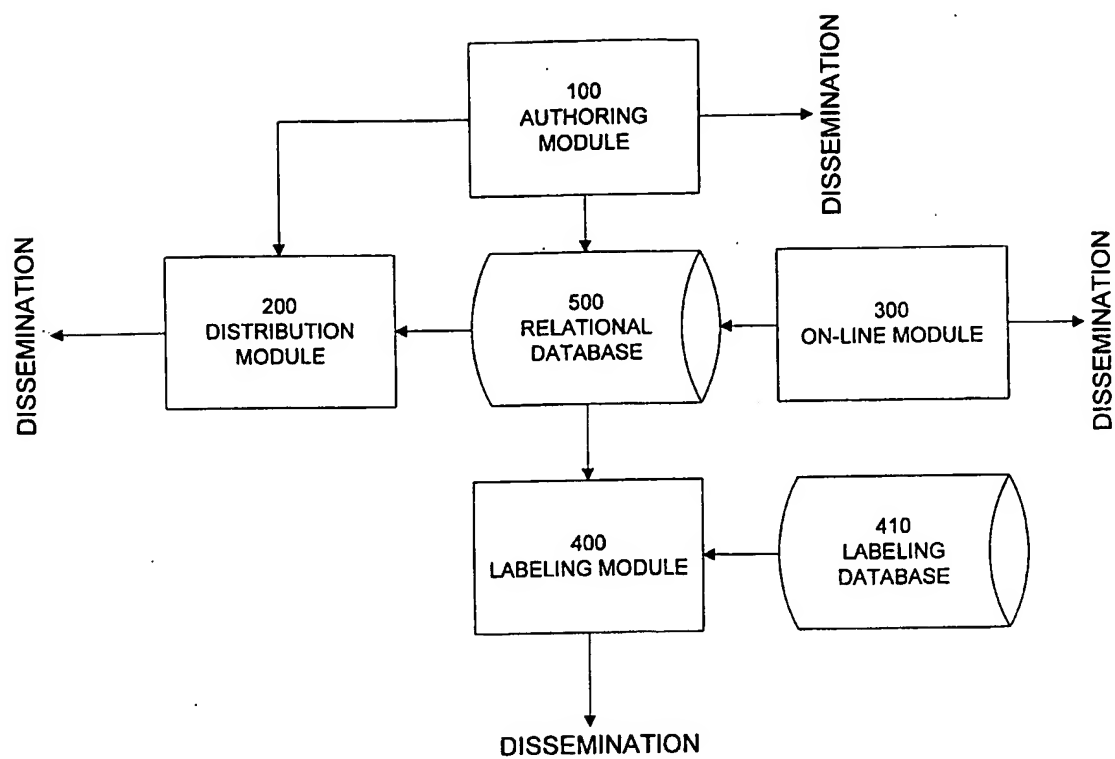 100
AUTHORING
MODULE
DISSEMINATION
DISSEMINATION
200
DISTRIBUTION
MODULE
500
RELATIONAL
DATABASE
300
ON-LINE MODULE
DISSEMINATION
400
LABELING MODULE
410
LABELING
DATABASE
DISSEMINATION